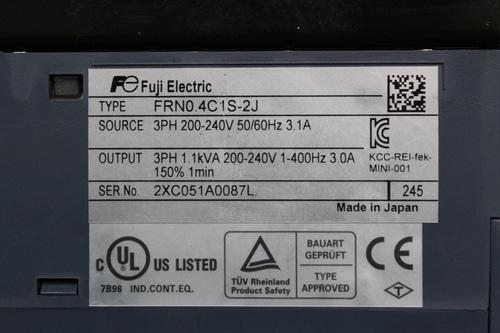 Fe Fuji Electric
TYPE FRN0.4C1S-2J
SOURCE 3PH 200-240V 50/60Hz 3.1A
OUTPUT 3PH 1.1kVA 200-240V 1-400Hz 3.0A
150% 1min
KCC-REI-fek-
MINI-001
SER.No. 2XC051A0087L 245
Made in Japan
C UL US LISTED
7B98 IND.CONT.EQ.
TÜV Rheinland
Product Safety
BAUART
GEPRÜFT
TYPE
APPROVED
CE
T